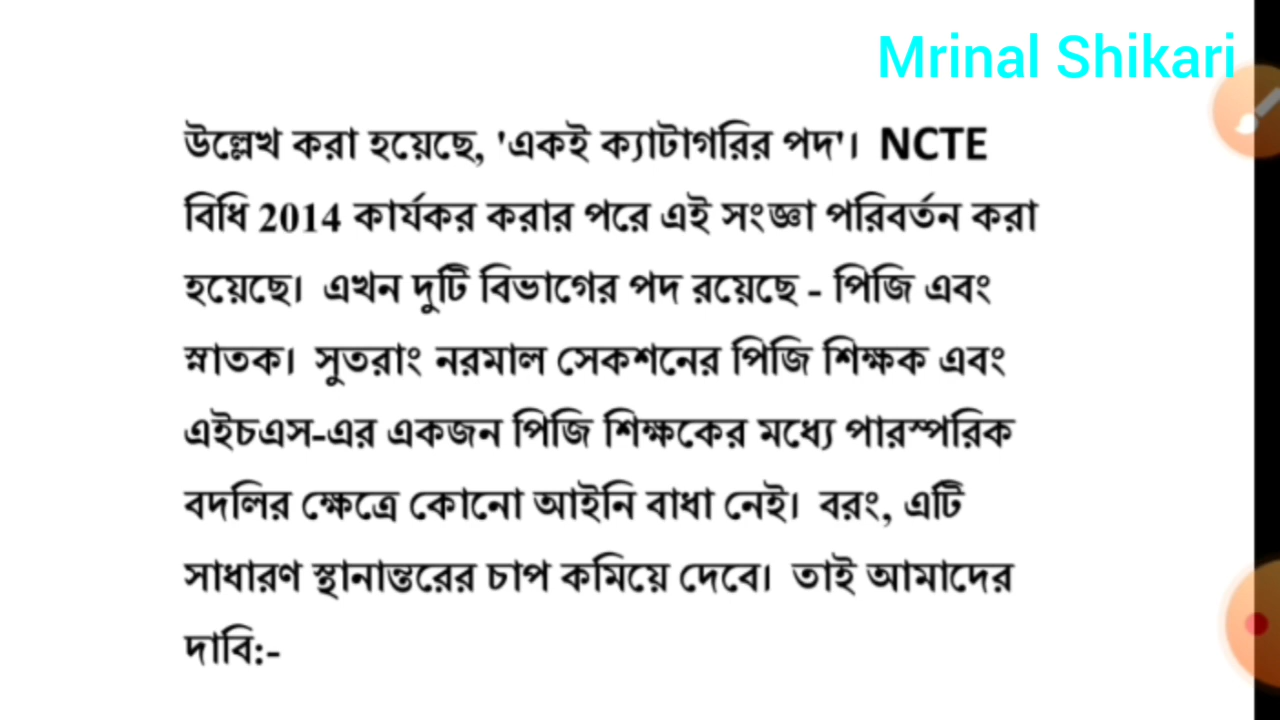 Mrinal Shikari
উল্লেখ করা হয়েছে, 'একই ক্যাটাগরির পদ'। NCTE
বিধি 2014 কার্যকর করার পরে এই সংজ্ঞা পরিবর্তন করা
হয়েছে। এখন দুটি বিভাগের পদ রয়েছে - পিজি এবং
স্নাতক। সুতরাং নরমাল সেকশনের পিজি শিক্ষক এবং
এইচএস-এর একজন পিজি শিক্ষকের মধ্যে পারস্পরিক
বদলির ক্ষেত্রে কোনো আইনি বাধা নেই। বরং, এটি
সাধারণ স্থানান্তরের চাপ কমিয়ে দেবে। তাই আমাদের
দাবি:-